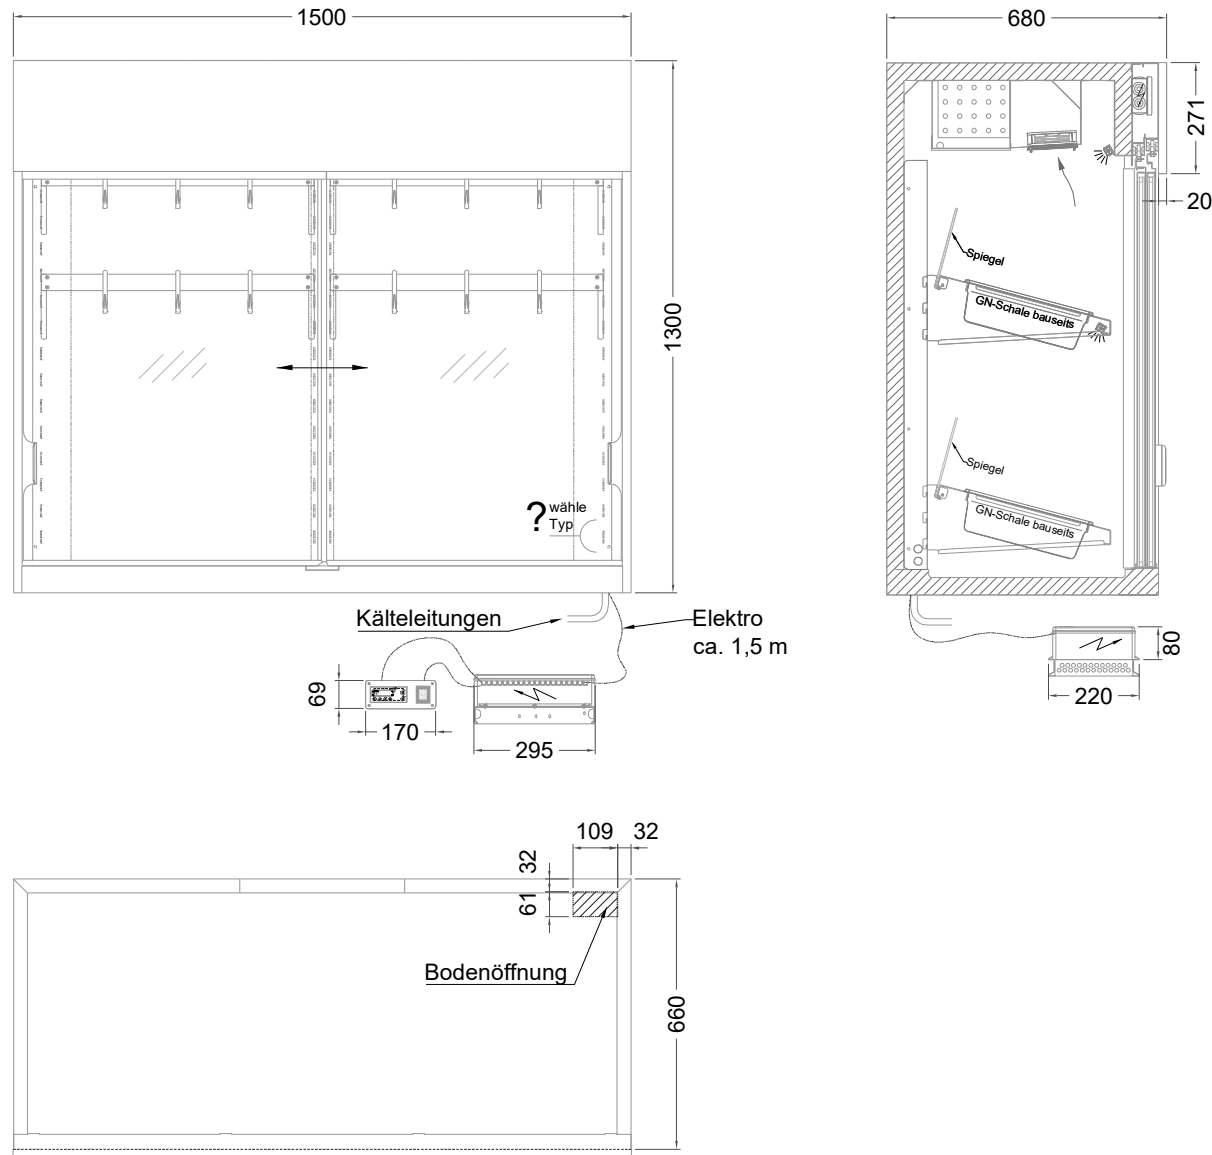 1500
680
271
20
1300
Spiegel
GN-Schale bauseits
Spiegel
GN-Schale bauseits
? wähle
Typ
Kälteleitungen
Elektro
ca. 1,5 m
69
170
295
80
220
109
32
32
61
Bodenöffnung
660